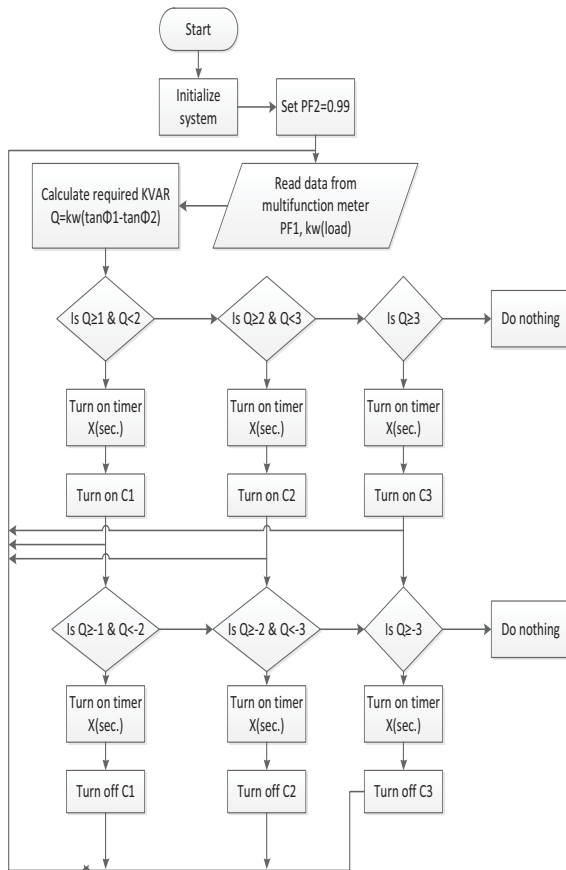 Start
Initialize
system
Set PF2=0.99
Calculate required KVAR
Q=kw(tanΦ1-tanΦ2)
Read data from
multifunction meter
PF1, kw(load)
Is Q≥1 & Q<2
Is Q≥2 & Q<3
Is Q≥3
Do nothing
Turn on timer
X(sec.)
Turn on timer
X(sec.)
Turn on timer
X(sec.)
Turn on C1
Turn on C2
Turn on C3
Is Q≥-1 & Q<-2
Is Q≥-2 & Q<-3
Is Q≥-3
Do nothing
Turn on timer
X(sec.)
Turn on timer
X(sec.)
Turn on timer
X(sec.)
Turn off C1
Turn off C2
Turn off C3